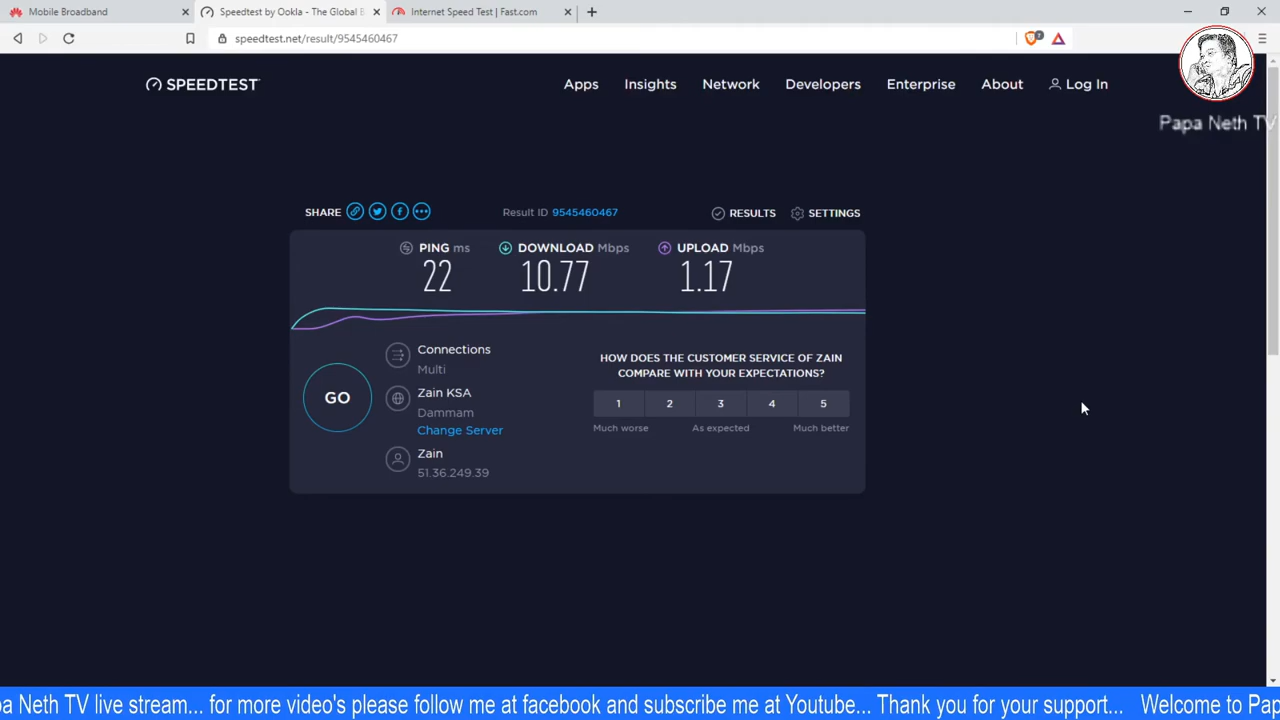 Mobile Broadband
Speedtest by Ookla - The Global B
Internet Speed Test | Fast.com
speedtest.net/result/9545460467
SPEEDTEST
Apps Insights Network Developers Enterprise About Log In
Papa Neth TV
SHARE
Result ID 9545460467
RESULTS SETTINGS
PING ms DOWNLOAD Mbps UPLOAD Mbps
22 10.77 1.17
GO
Connections
Multi
Zain KSA
Dammam
Change Server
Zain
51.36.249.39
HOW DOES THE CUSTOMER SERVICE OF ZAIN
COMPARE WITH YOUR EXPECTATIONS?
1 2 3 4 5
Much worse As expected Much better
pa Neth TV live stream... for more video's please follow me at facebook and subscribe me at Youtube... Thank you for your support... Welcome to Pap